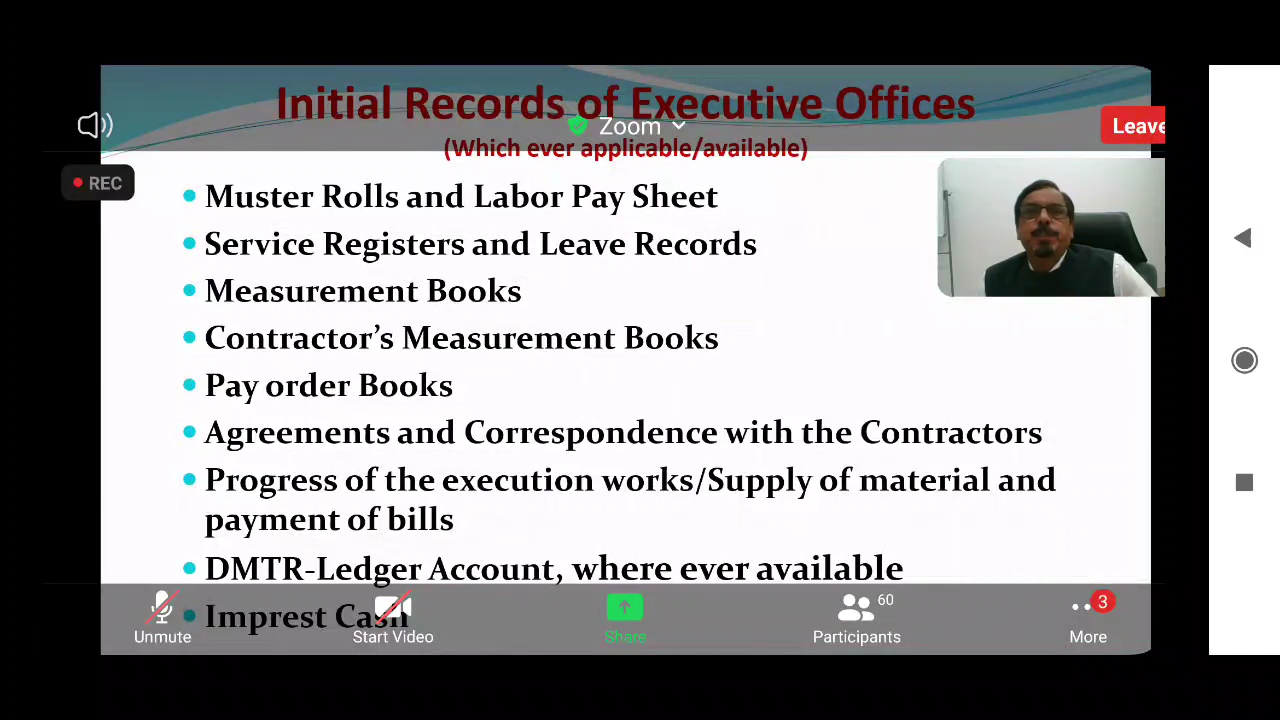 Initial Records of Executive Offices
Zoom
Leave
(Which ever applicable/available)
REC
Muster Rolls and Labor Pay Sheet
Service Registers and Leave Records
Measurement Books
Contractor’s Measurement Books
Pay order Books
Agreements and Correspondence with the Contractors
Progress of the execution works/Supply of material and
payment of bills
DMTR-Ledger Account, where ever available
Imprest Cash
60
3
Unmute
Start Video
Share
Participants
More